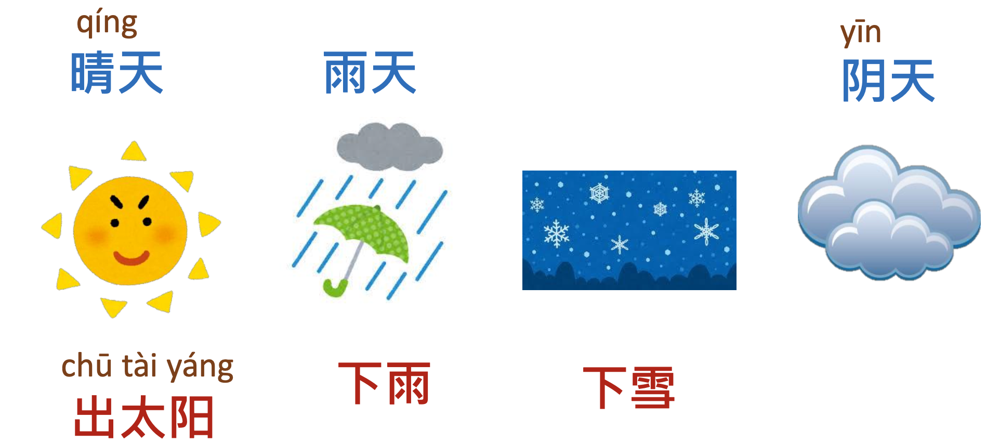 qíng
晴天
雨天
yīn
阴天
chū tài yáng
出太阳
下雨
下雪